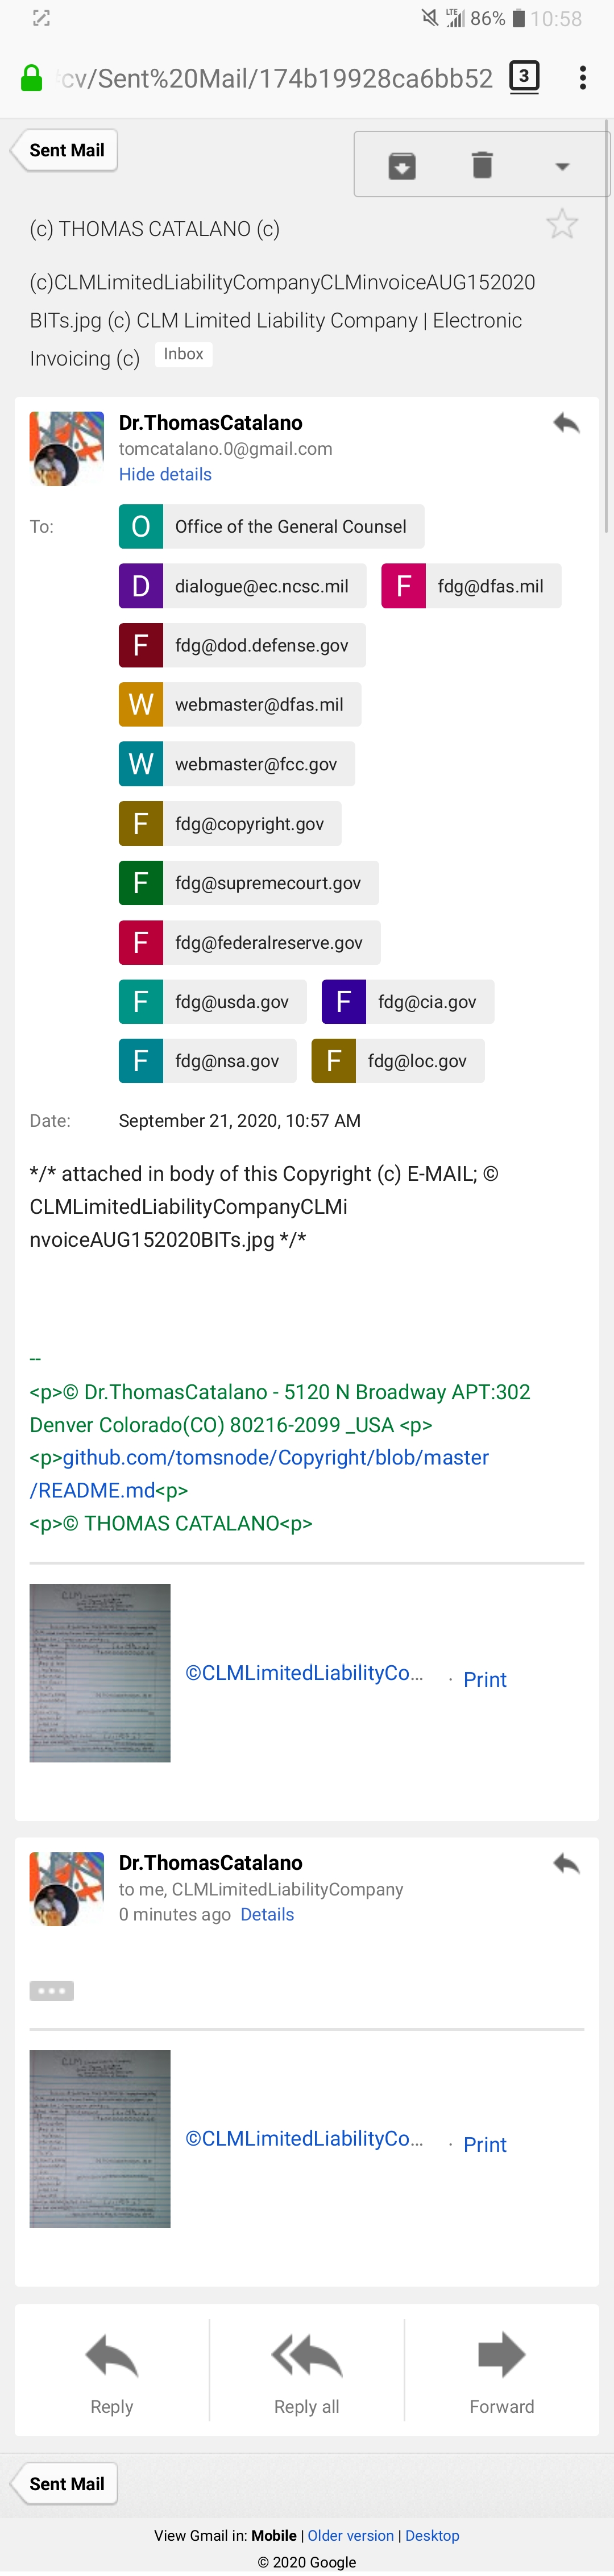 LTE 86% 10:58
cv/Sent%20Mail/174b19928ca6bb52 3
Sent Mail
(c) THOMAS CATALANO (c)
(c)CLMLimitedLiabilityCompanyCLMinvoiceAUG152020
BITs.jpg (c) CLM Limited Liability Company | Electronic
Invoicing (c) Inbox
Dr.ThomasCatalano
tomcatalano.0@gmail.com
Hide details
To: O Office of the General Counsel
D dialogue@ec.ncsc.mil F fdg@dfas.mil
F fdg@dod.defense.gov
W webmaster@dfas.mil
W webmaster@fcc.gov
F fdg@copyright.gov
F fdg@supremecourt.gov
F fdg@federalreserve.gov
F fdg@usda.gov F fdg@cia.gov
F fdg@nsa.gov F fdg@loc.gov
Date: September 21, 2020, 10:57 AM
*/* attached in body of this Copyright (c) E-MAIL; ©
CLMLimitedLiabilityCompanyCLMi
nvoiceAUG152020BITs.jpg */*
--
<p>© Dr.ThomasCatalano - 5120 N Broadway APT:302
Denver Colorado(CO) 80216-2099 _USA <p>
<p>github.com/tomsnode/Copyright/blob/master
/README.md<p>
<p>© THOMAS CATALANO<p>
CLM
©CLMLimitedLiabilityCo... · Print
Dr.ThomasCatalano
to me, CLMLimitedLiabilityCompany
0 minutes ago Details
CLM
©CLMLimitedLiabilityCo... · Print
Reply Reply all Forward
Sent Mail
View Gmail in: Mobile | Older version | Desktop
© 2020 Google